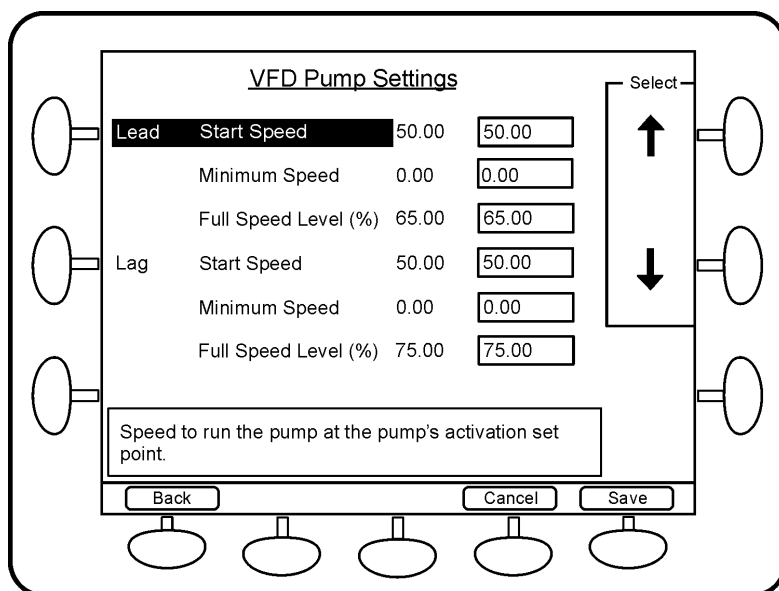 VFD Pump Settings
Select
Lead Start Speed 50.00 50.00
Minimum Speed 0.00 0.00
Full Speed Level (%) 65.00 65.00
Lag Start Speed 50.00 50.00
Minimum Speed 0.00 0.00
Full Speed Level (%) 75.00 75.00
Speed to run the pump at the pump's activation set
point.
Back Cancel Save